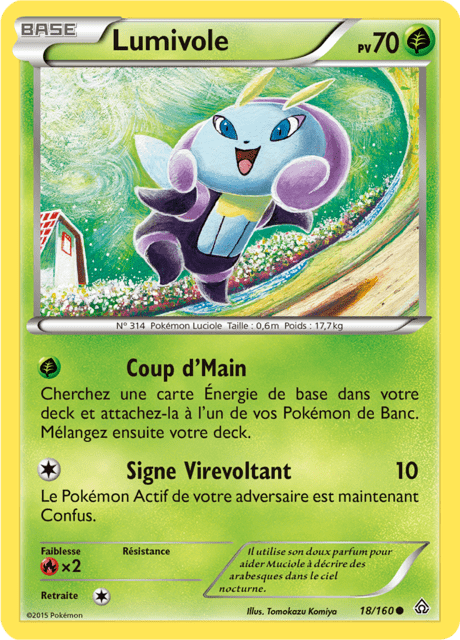 BASE
Lumivole
PV70
N° 314 Pokémon Luciole Taille : 0,6m Poids : 17,7kg
Coup d'Main
Cherchez une carte Énergie de base dans votre
deck et attachez-la à l'un de vos Pokémon de Banc.
Mélangez ensuite votre deck.
Signe Virevoltant 10
Le Pokémon Actif de votre adversaire est maintenant
Confus.
Faiblesse Résistance
×2
Retraite
Il utilise son doux parfum pour
aider Muciole à décrire des
arabesques dans le ciel
nocturne.
©2015 Pokémon Illus. Tomokazu Komiya 18/160